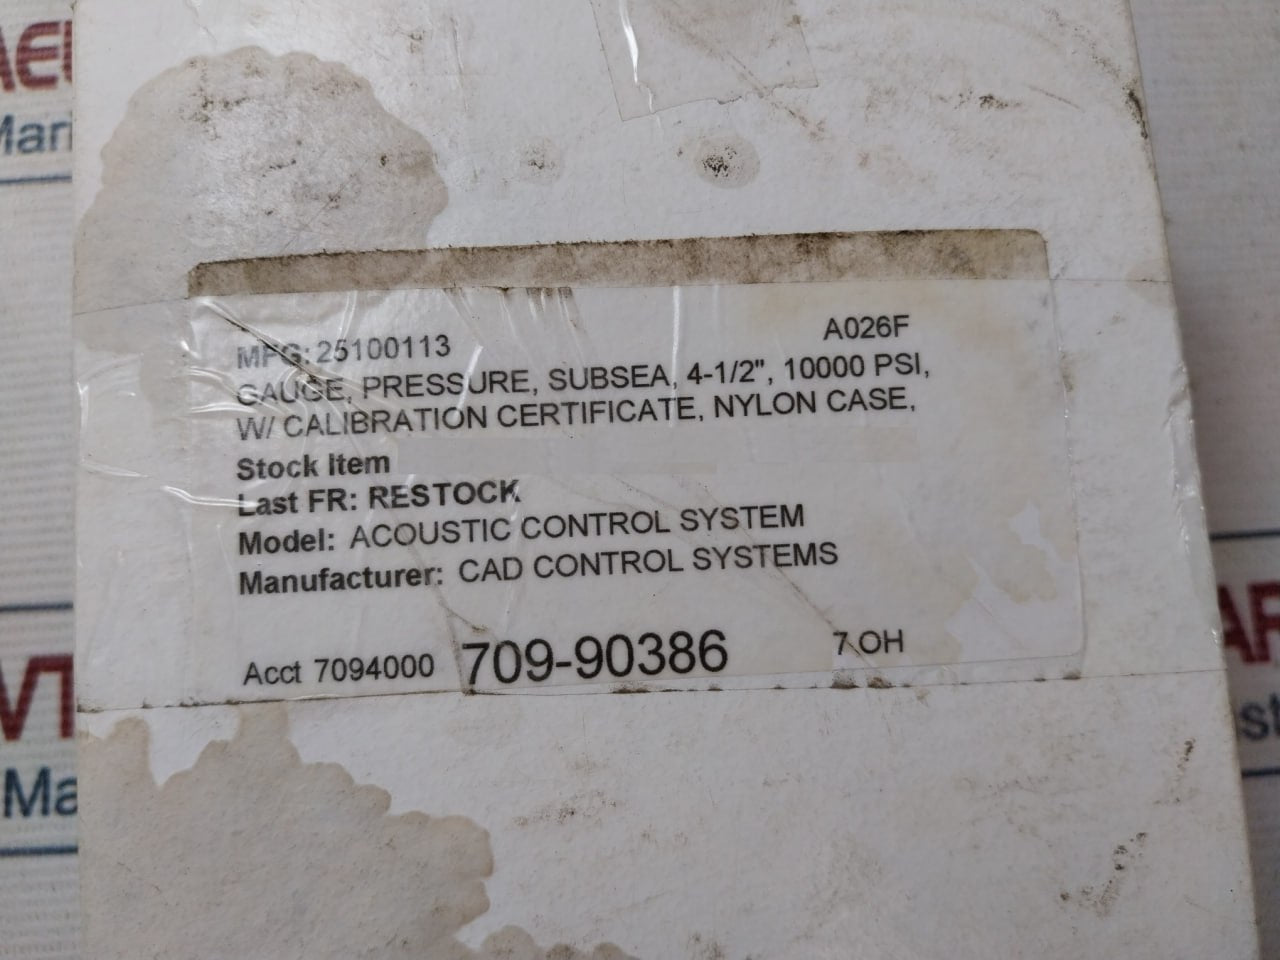 MFG: 25100113 A026F
GAUGE, PRESSURE, SUBSEA, 4-1/2", 10000 PSI,
W/ CALIBRATION CERTIFICATE, NYLON CASE,
Stock Item
Last FR: RESTOCK
Model: ACOUSTIC CONTROL SYSTEM
Manufacturer: CAD CONTROL SYSTEMS
Acct 7094000 709-90386 7 OH